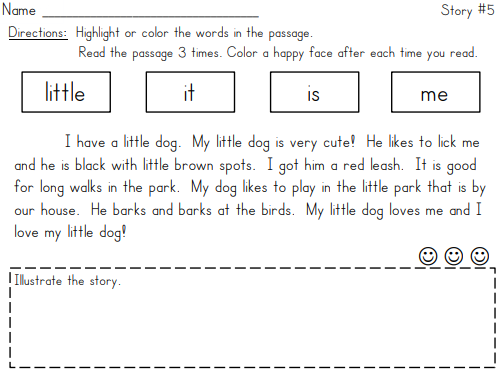 Name
Story #5
Directions: Highlight or color the words in the passage.
Read the passage 3 times. Color a happy face after each time you read.
little it is me
I have a little dog. My little dog is very cute! He likes to lick me
and he is black with little brown spots. I got him a red leash. It is good
for long walks in the park. My dog likes to play in the little park that is by
our house. He barks and barks at the birds. My little dog loves me and I
love my little dog!
Illustrate the story.